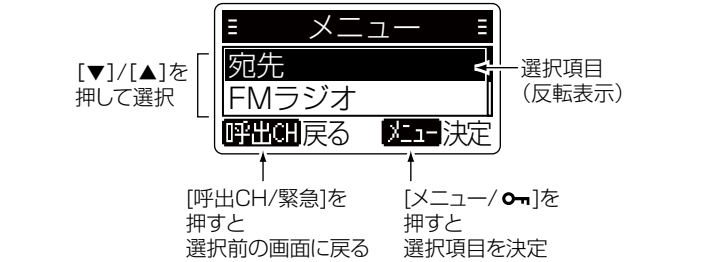 メニュー
[▼]/[▲]を
押して選択
宛先
FMラジオ
選択項目
(反転表示)
呼出CH戻る メニュー決定
[呼出CH/緊急]を
押すと
選択前の画面に戻る
[メニュー/ ]を
押すと
選択項目を決定